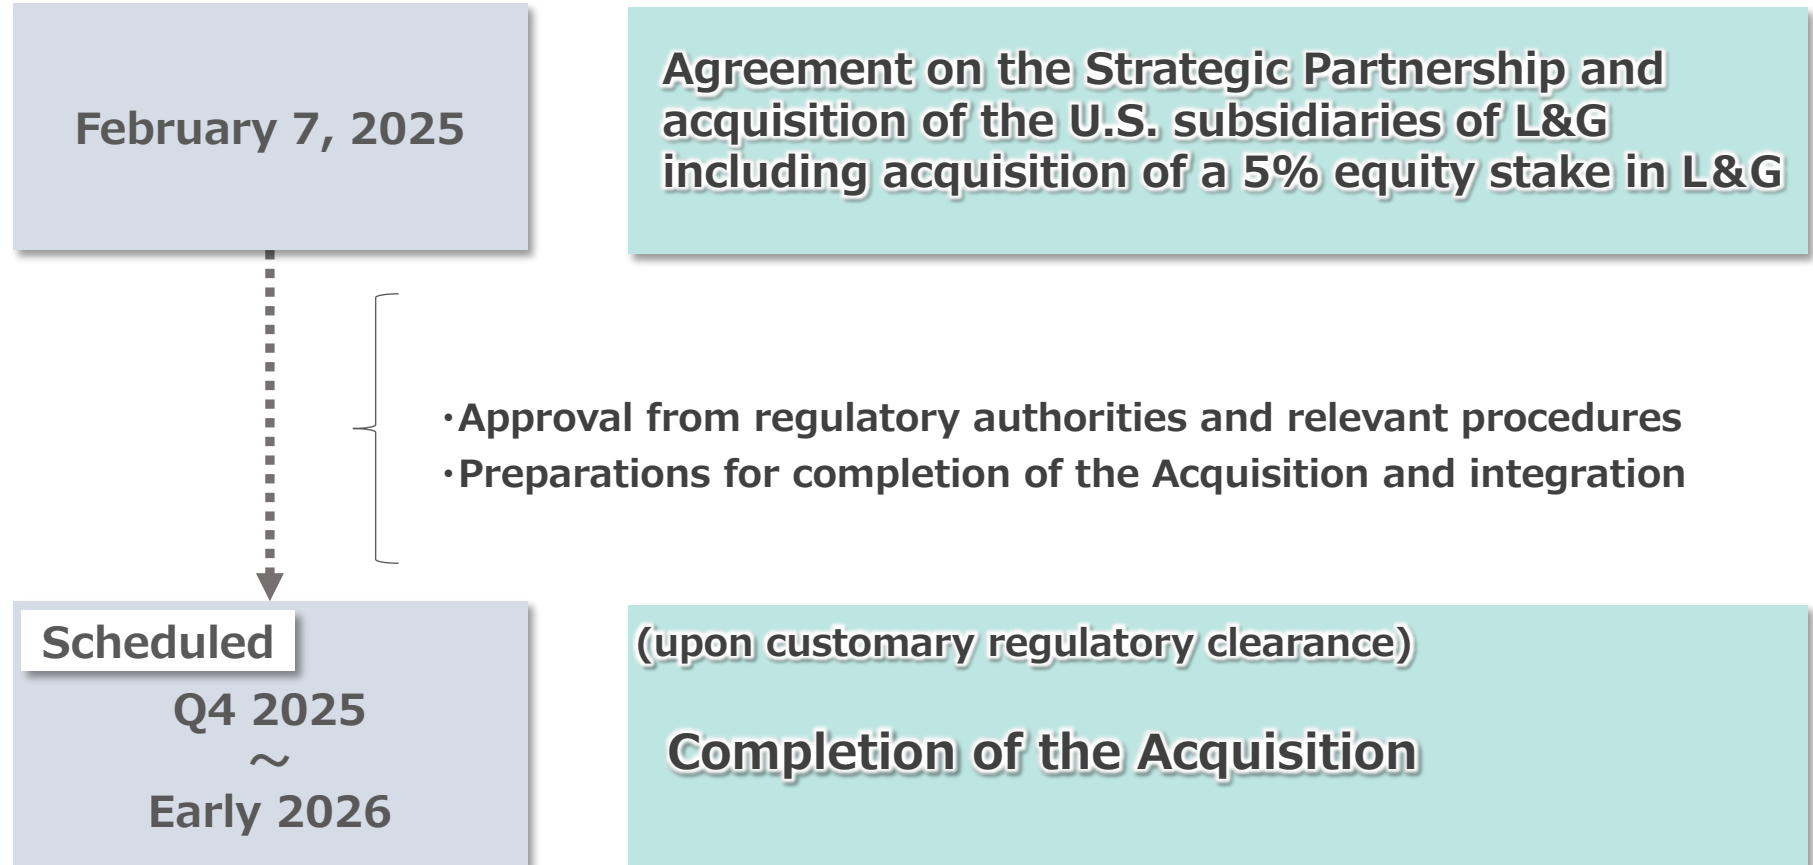 February 7, 2025
Agreement on the Strategic Partnership and
acquisition of the U.S. subsidiaries of L&G
including acquisition of a 5% equity stake in L&G
・Approval from regulatory authorities and relevant procedures
・Preparations for completion of the Acquisition and integration
Scheduled
Q4 2025
～
Early 2026
(upon customary regulatory clearance)
Completion of the Acquisition